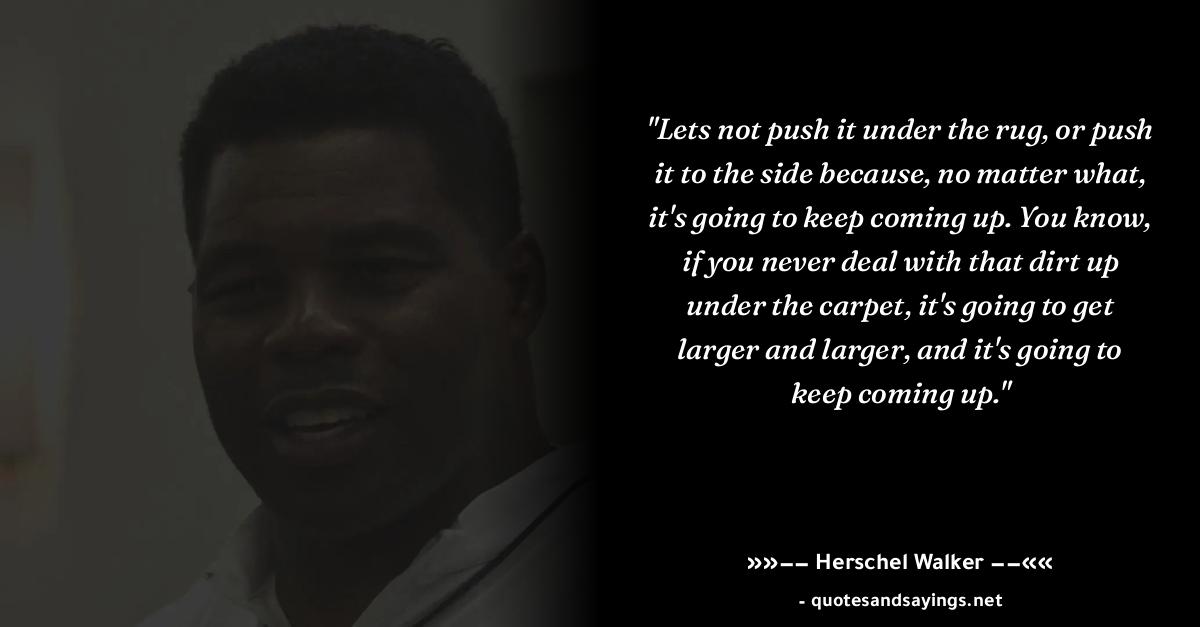 "Lets not push it under the rug, or push
it to the side because, no matter what,
it's going to keep coming up. You know,
if you never deal with that dirt up
under the carpet, it's going to get
larger and larger, and it's going to
keep coming up."
»»–– Herschel Walker ––««
- quotesandsayings.net